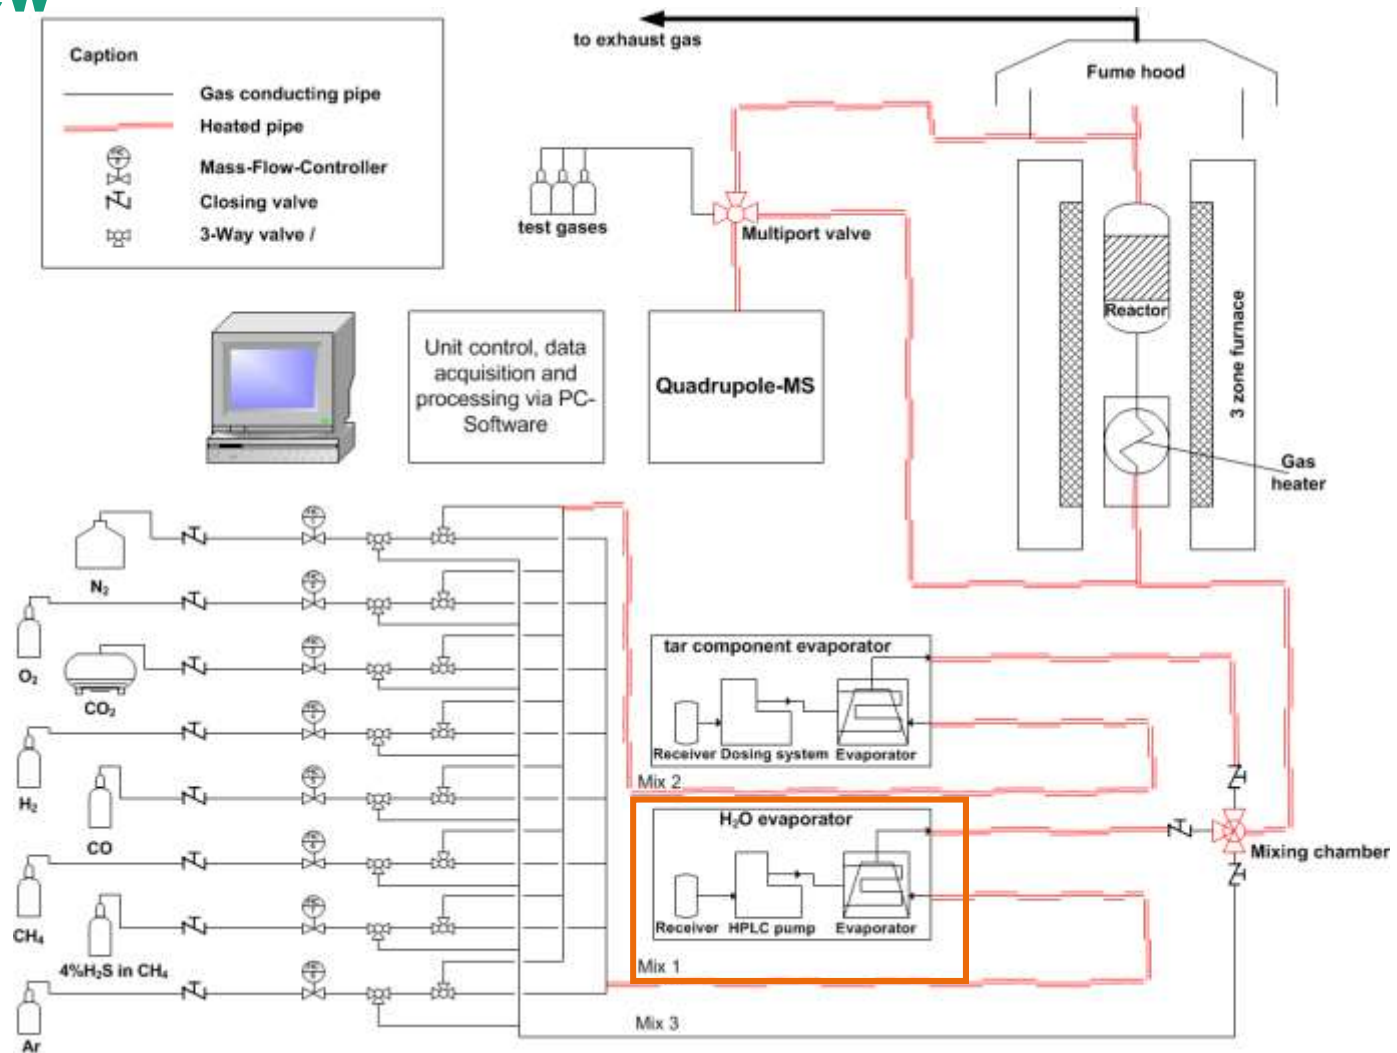 to exhaust gas
Caption
Gas conducting pipe
Heated pipe
Mass-Flow-Controller
Closing valve
3-Way valve /
Fume hood
test gases
Multiport valve
Reactor
3 zone furnace
Unit control, data
acquisition and
processing via PC-
Software
Quadrupole-MS
Gas
heater
N₂
O₂
CO₂
H₂
CO
CH₄
4%H₂S in CH₄
Ar
tar component evaporator
Receiver Dosing system Evaporator
Mix 2
H₂O evaporator
Receiver HPLC pump Evaporator
Mix 1
Mixing chamber
Mix 3